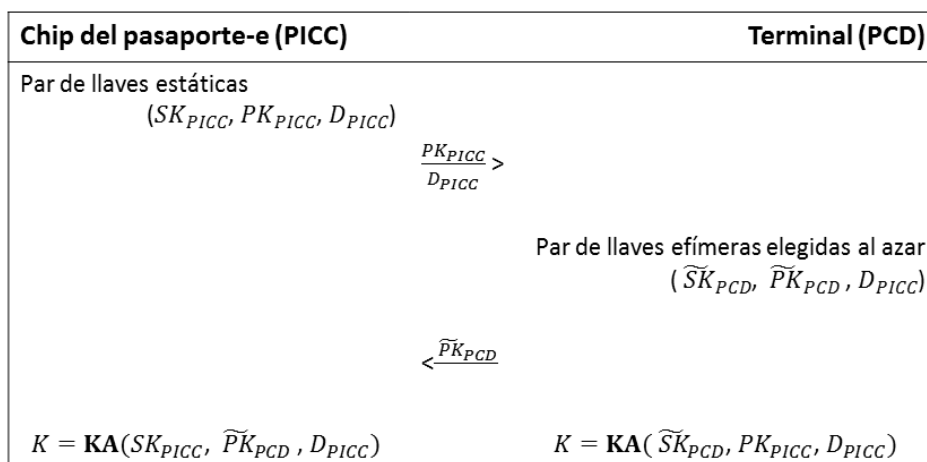 Chip del pasaporte-e (PICC) Terminal (PCD)
Par de llaves estáticas
(SK_PICC, PK_PICC, D_PICC)
PK_PICC
D_PICC >
Par de llaves efímeras elegidas al azar
( S̃K_PCD, P̃K_PCD , D_PICC)
< P̃K_PCD
K = KA(SK_PICC, P̃K_PCD , D_PICC) K = KA( S̃K_PCD, PK_PICC, D_PICC)